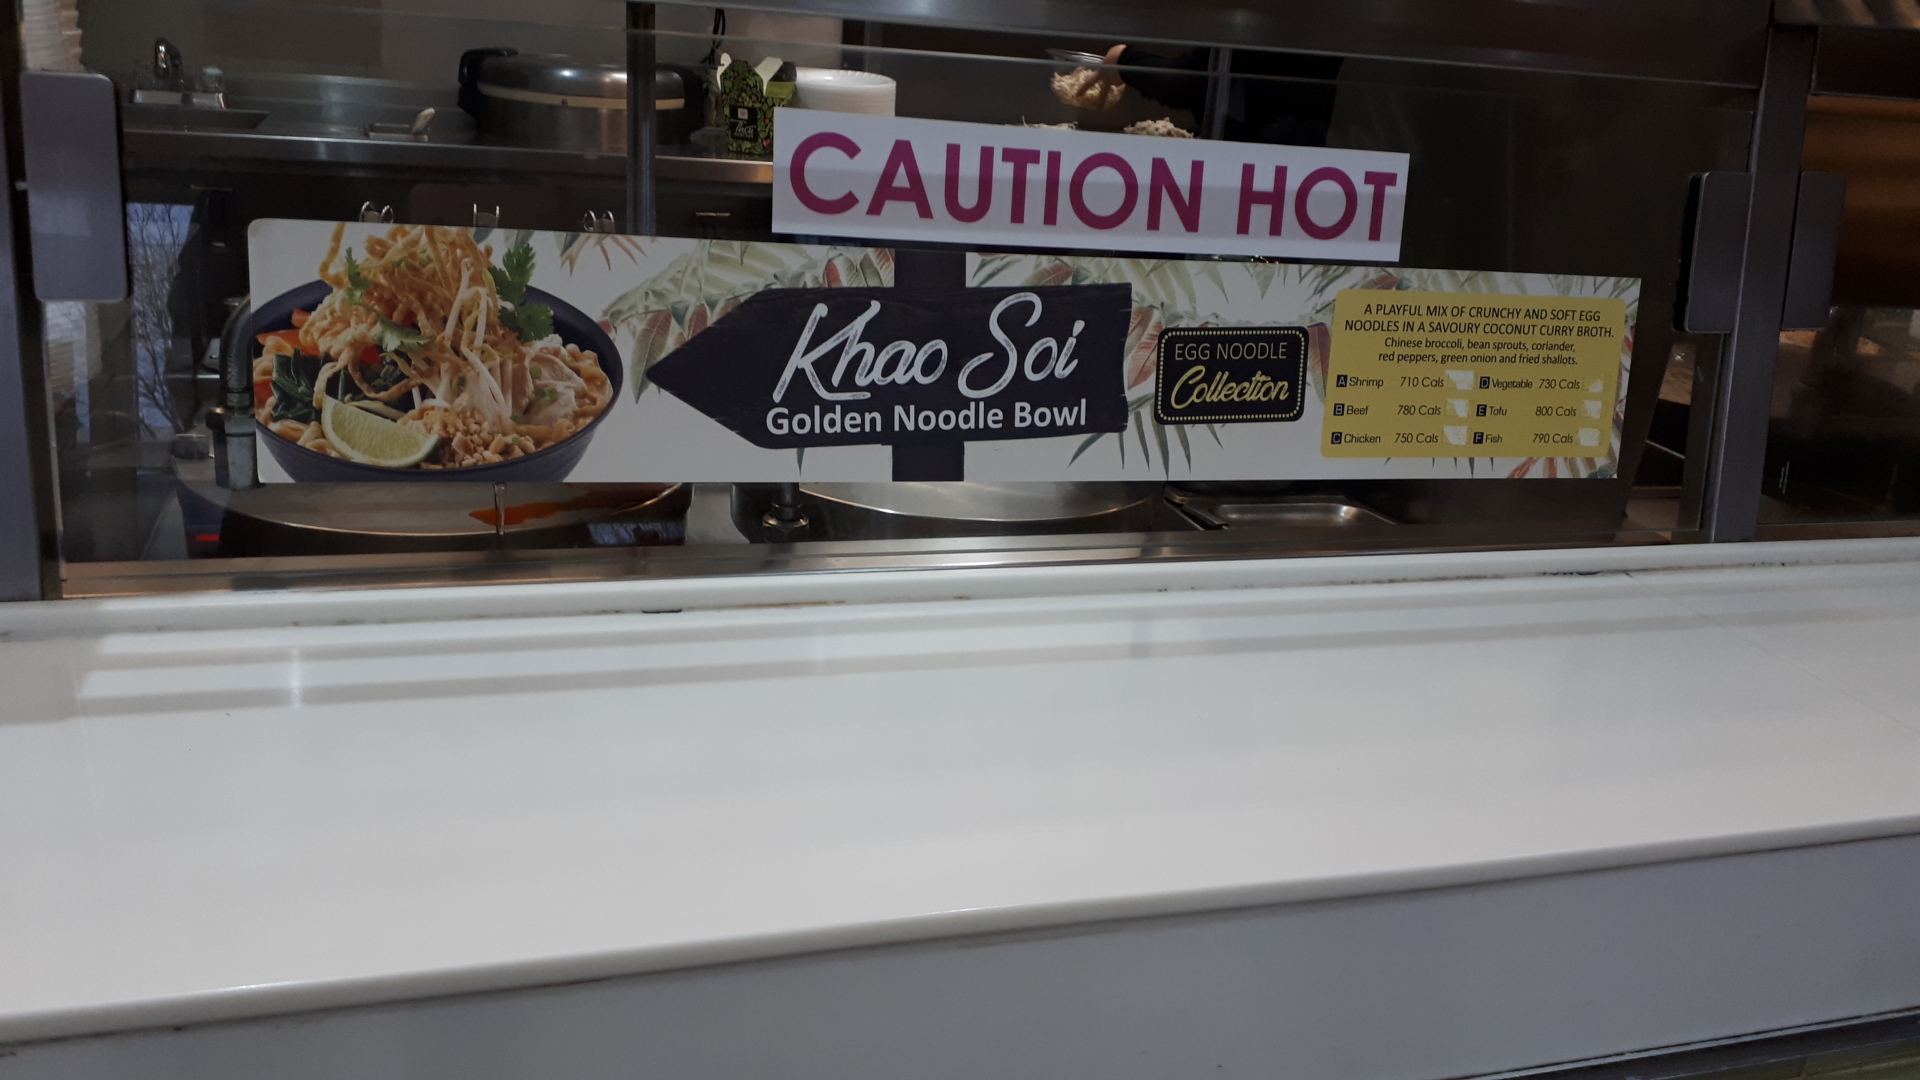 CAUTION HOT
Khao Soi
Golden Noodle Bowl
EGG NOODLE
Collection
A PLAYFUL MIX OF CRUNCHY AND SOFT EGG
NOODLES IN A SAVOURY COCONUT CURRY BROTH.
Chinese broccoli, bean sprouts, coriander,
red peppers, green onion and fried shallots.
A Shrimp 710 Cals D Vegetable 730 Cals
B Beef 780 Cals E Tofu 800 Cals
C Chicken 750 Cals F Fish 790 Cals